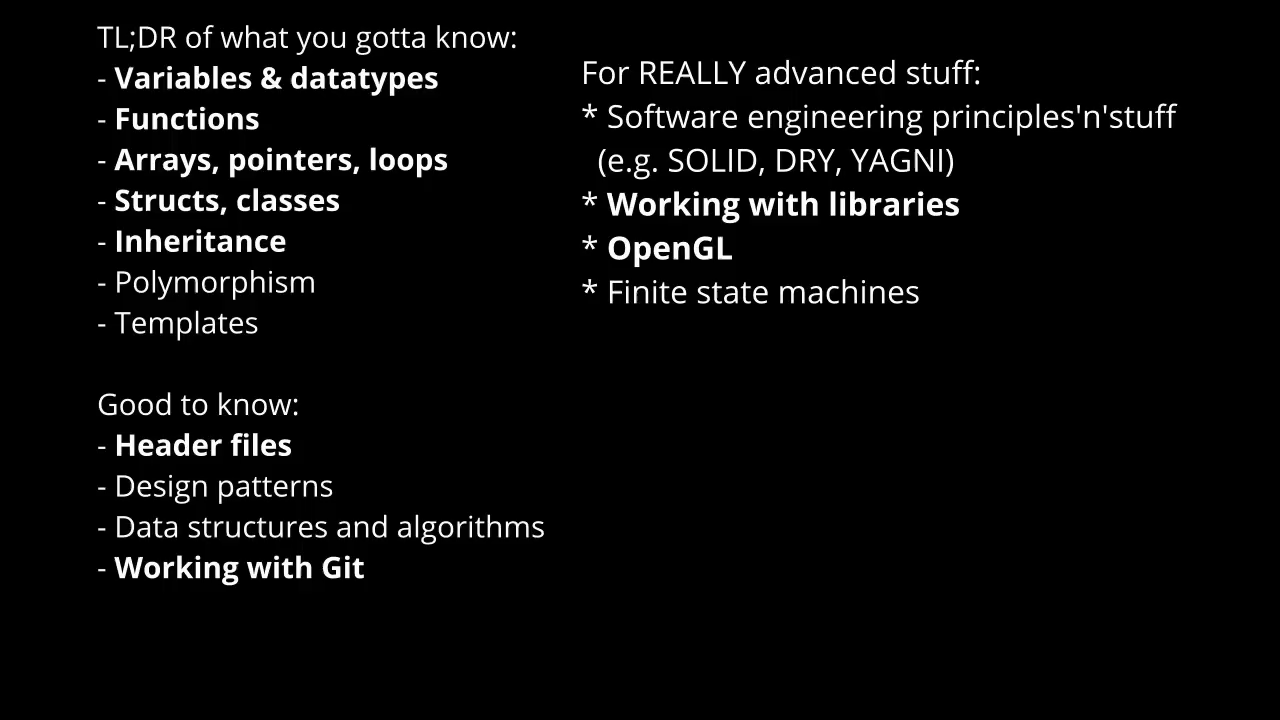 TL;DR of what you gotta know:
- Variables & datatypes
- Functions
- Arrays, pointers, loops
- Structs, classes
- Inheritance
- Polymorphism
- Templates
Good to know:
- Header files
- Design patterns
- Data structures and algorithms
- Working with Git
For REALLY advanced stuff:
* Software engineering principles'n'stuff
(e.g. SOLID, DRY, YAGNI)
* Working with libraries
* OpenGL
* Finite state machines